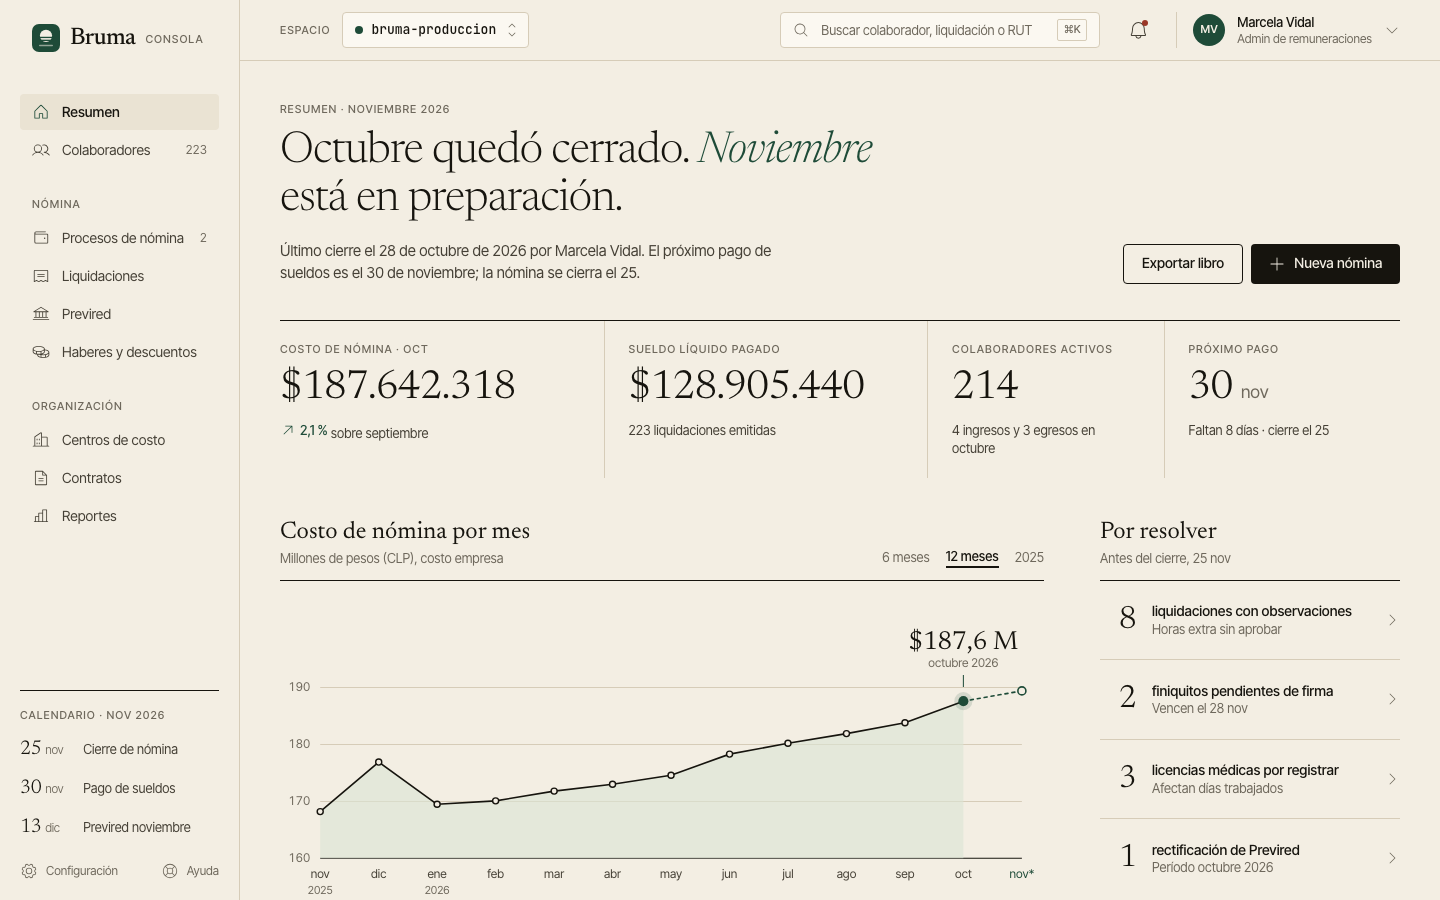 Bruma CONSOLA
Resumen
Colaboradores 223
NÓMINA
Procesos de nómina 2
Liquidaciones
Previred
Haberes y descuentos
ORGANIZACIÓN
Centros de costo
Contratos
Reportes
CALENDARIO · NOV 2026
25 nov Cierre de nómina
30 nov Pago de sueldos
13 dic Previred noviembre
Configuración Ayuda
ESPACIO bruma-produccion
Buscar colaborador, liquidación o RUT ⌘K
MV
Marcela Vidal
Admin de remuneraciones
RESUMEN · NOVIEMBRE 2026
Octubre quedó cerrado. Noviembre
está en preparación.
Último cierre el 28 de octubre de 2026 por Marcela Vidal. El próximo pago de
sueldos es el 30 de noviembre; la nómina se cierra el 25.
Exportar libro
Nueva nómina
COSTO DE NÓMINA · OCT
$187.642.318
2,1 % sobre septiembre
SUELDO LÍQUIDO PAGADO
$128.905.440
223 liquidaciones emitidas
COLABORADORES ACTIVOS
214
4 ingresos y 3 egresos en
octubre
PRÓXIMO PAGO
30 nov
Faltan 8 días · cierre el 25
Costo de nómina por mes
Millones de pesos (CLP), costo empresa
6 meses 12 meses 2025
$187,6 M
octubre 2026
190
180
170
160
nov dic ene feb mar abr may jun jul ago sep oct nov*
2025 2026
Por resolver
Antes del cierre, 25 nov
8 liquidaciones con observaciones
Horas extra sin aprobar
2 finiquitos pendientes de firma
Vencen el 28 nov
3 licencias médicas por registrar
Afectan días trabajados
1 rectificación de Previred
Período octubre 2026